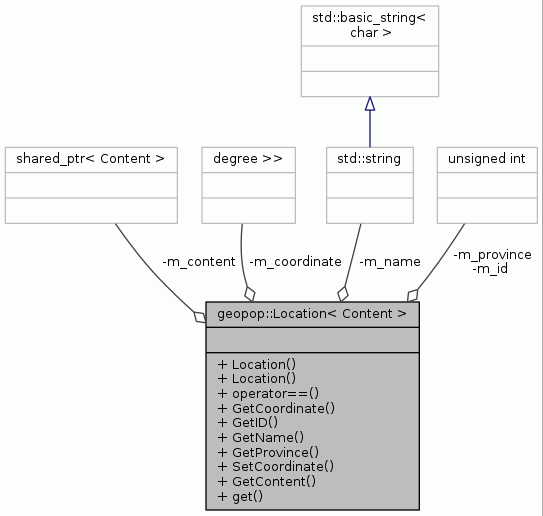 std::basic_string<
char >
shared_ptr< Content >
degree >>
std::string
unsigned int
-m_content
-m_coordinate
-m_name
-m_province
-m_id
geopop::Location< Content >
+ Location()
+ Location()
+ operator==()
+ GetCoordinate()
+ GetID()
+ GetName()
+ GetProvince()
+ SetCoordinate()
+ GetContent()
+ get()